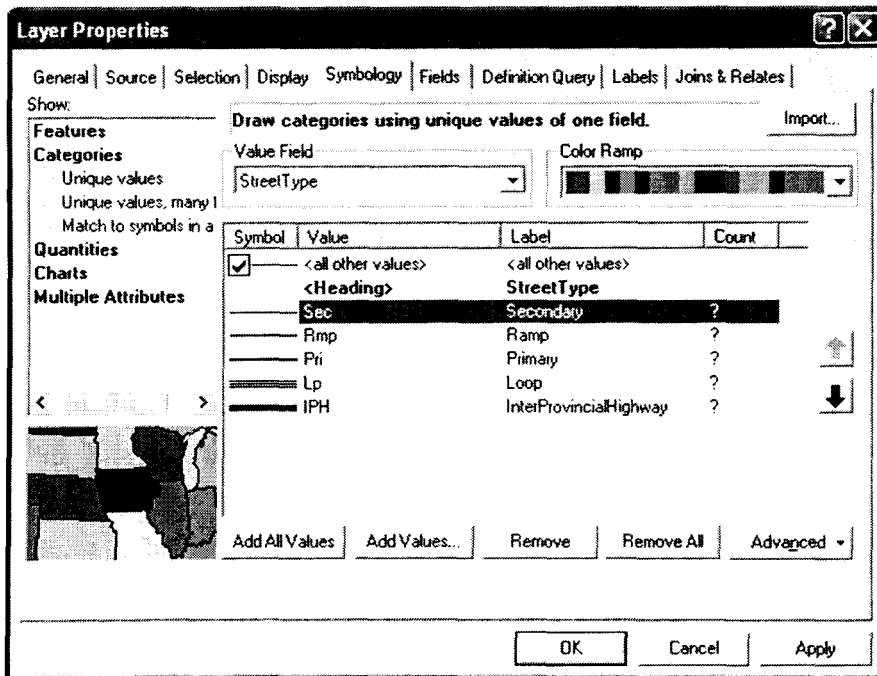 Layer Properties
General Source Selection Display Symbology Fields Definition Query Labels Joins & Relates
Show:
Features
Categories
Unique values
Unique values, many
Match to symbols in a
Quantities
Charts
Multiple Attributes
Draw categories using unique values of one field.
Import...
Value Field
StreetType
Color Ramp
Symbol Value Label Count
<all other values> <all other values>
<Heading> StreetType
Sec Secondary ?
Rmp Ramp ?
Pri Primary ?
Lp Loop ?
IPH InterProvincialHighway ?
Add All Values Add Values... Remove Remove All Advanced
OK Cancel Apply